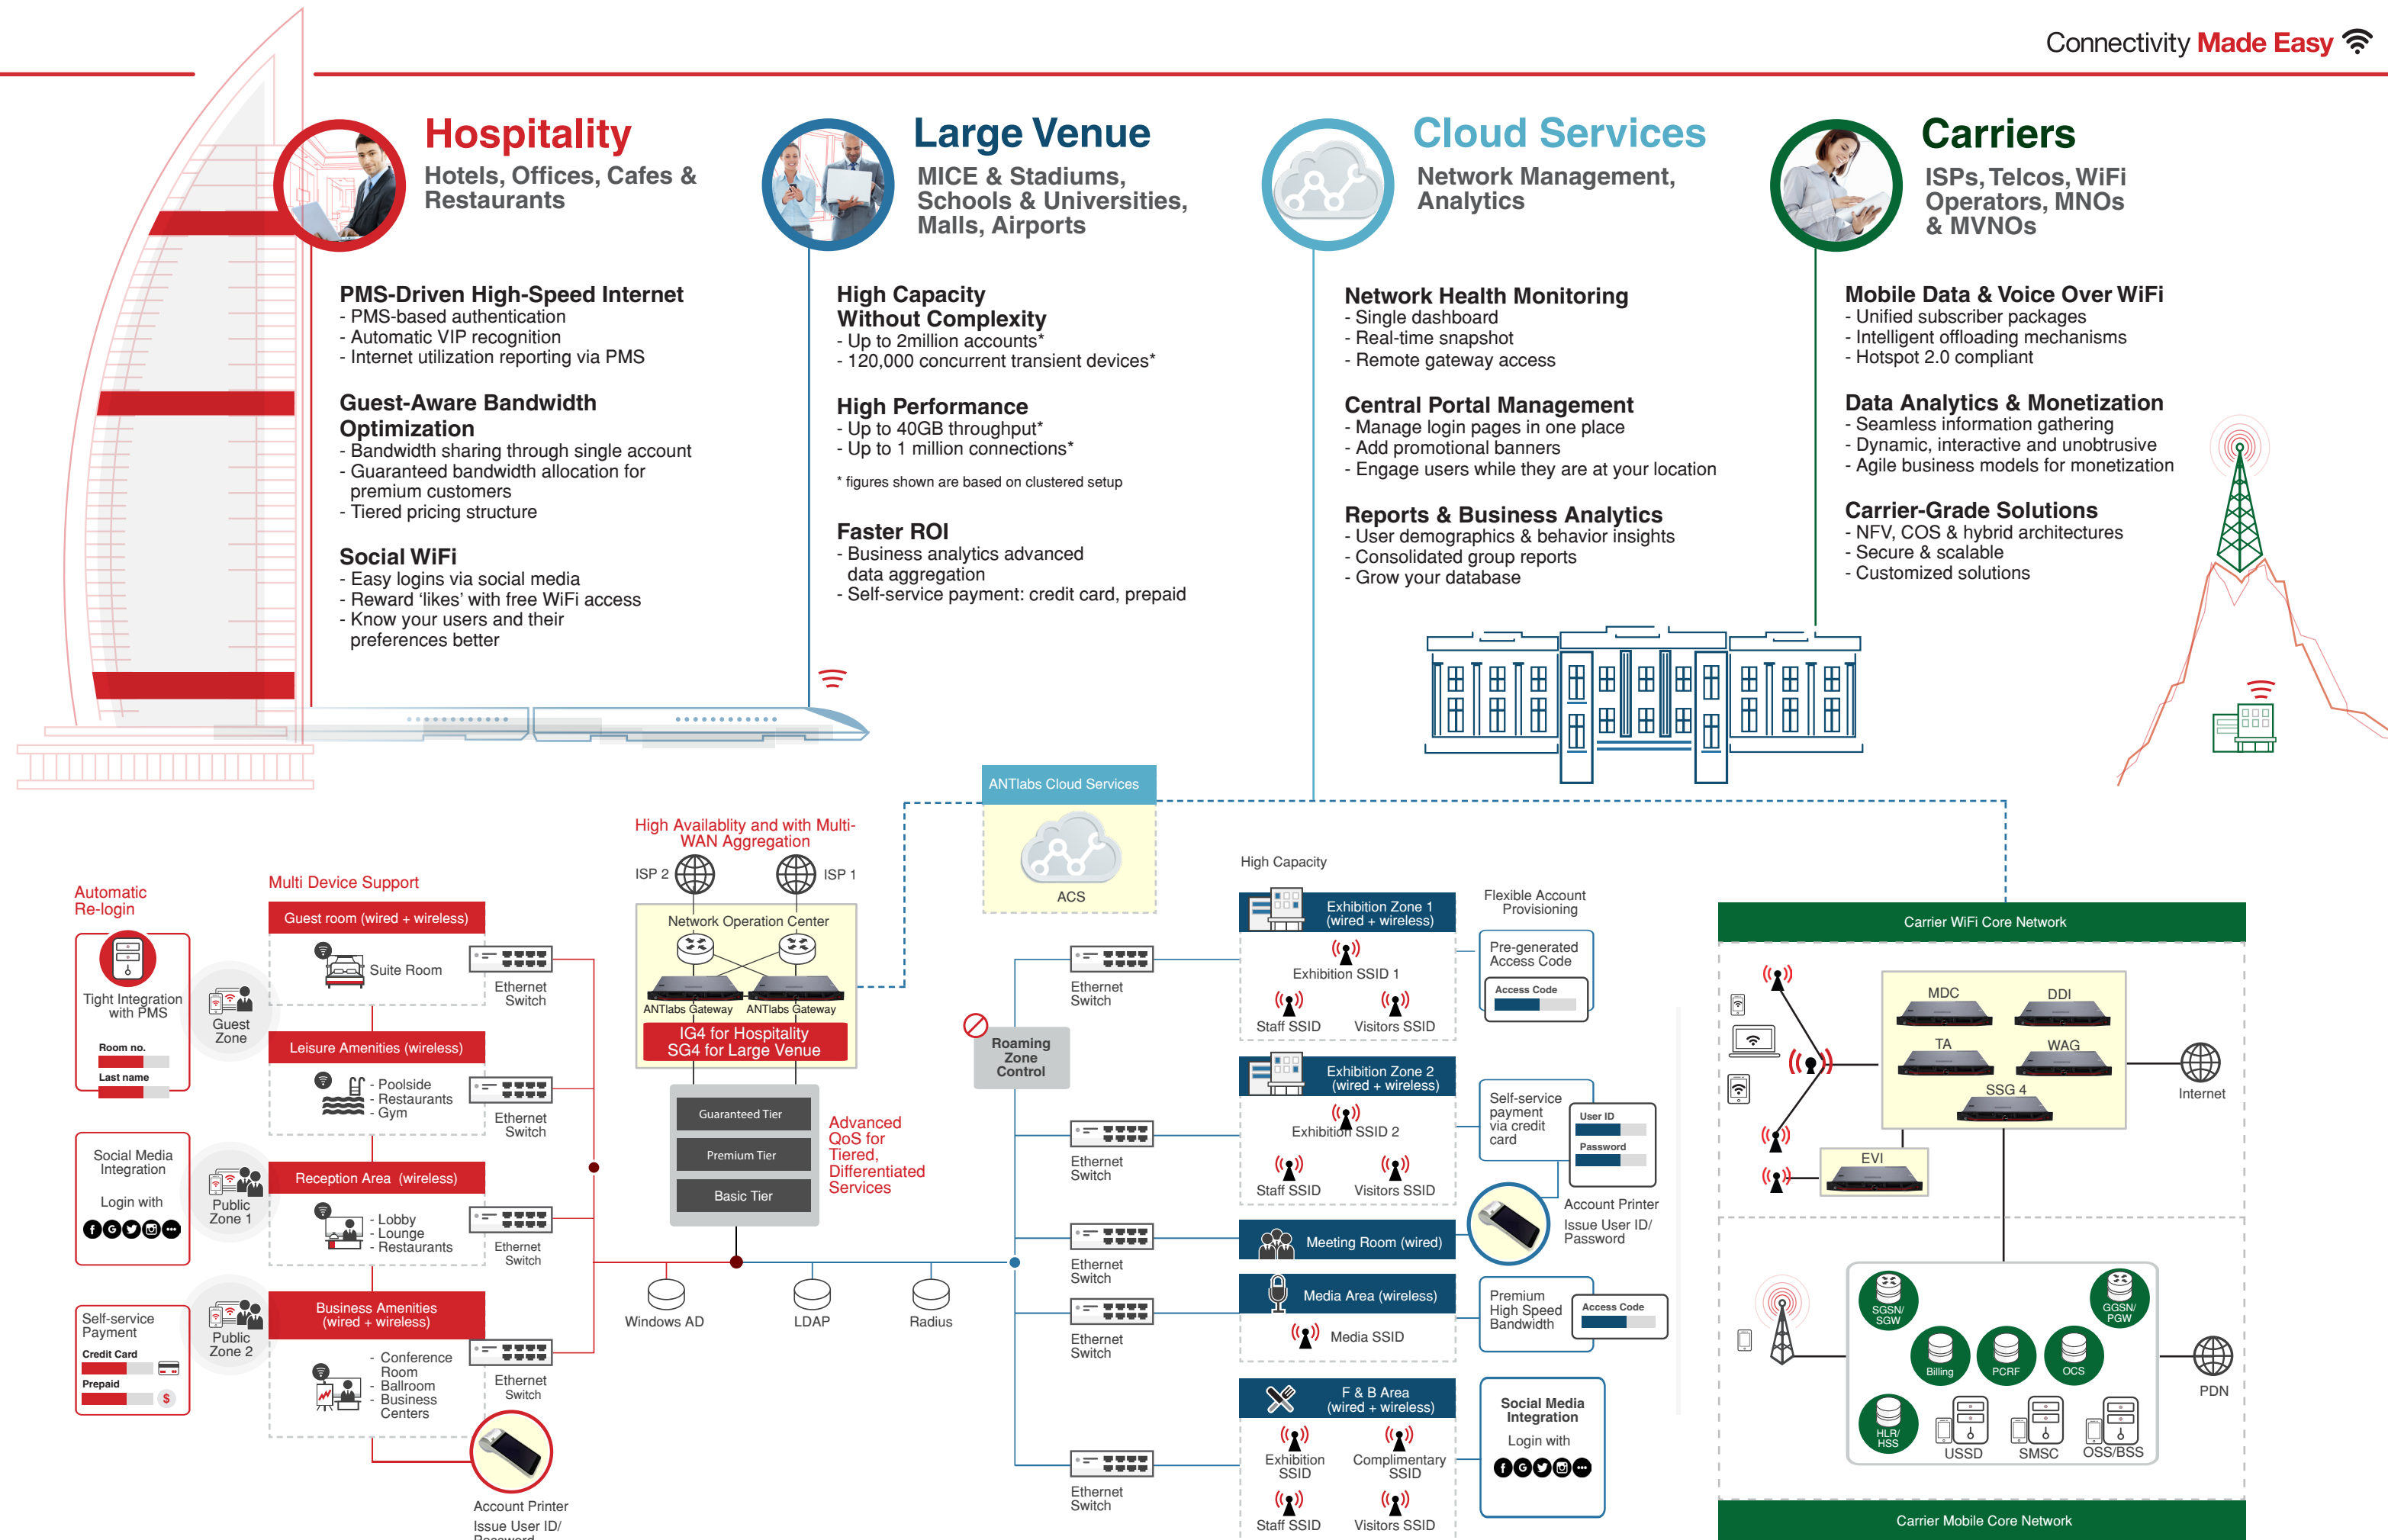 Connectivity Made Easy
Hospitality
Hotels, Offices, Cafes &
Restaurants
PMS-Driven High-Speed Internet
- PMS-based authentication
- Automatic VIP recognition
- Internet utilization reporting via PMS
Guest-Aware Bandwidth
Optimization
- Bandwidth sharing through single account
- Guaranteed bandwidth allocation for
premium customers
- Tiered pricing structure
Social WiFi
- Easy logins via social media
- Reward ‘likes’ with free WiFi access
- Know your users and their
preferences better
Large Venue
MICE & Stadiums,
Schools & Universities,
Malls, Airports
High Capacity
Without Complexity
- Up to 2million accounts*
- 120,000 concurrent transient devices*
High Performance
- Up to 40GB throughput*
- Up to 1 million connections*
* figures shown are based on clustered setup
Faster ROI
- Business analytics advanced
data aggregation
- Self-service payment: credit card, prepaid
Cloud Services
Network Management,
Analytics
Network Health Monitoring
- Single dashboard
- Real-time snapshot
- Remote gateway access
Central Portal Management
- Manage login pages in one place
- Add promotional banners
- Engage users while they are at your location
Reports & Business Analytics
- User demographics & behavior insights
- Consolidated group reports
- Grow your database
Carriers
ISPs, Telcos, WiFi
Operators, MNOs
& MVNOs
Mobile Data & Voice Over WiFi
- Unified subscriber packages
- Intelligent offloading mechanisms
- Hotspot 2.0 compliant
Data Analytics & Monetization
- Seamless information gathering
- Dynamic, interactive and unobtrusive
- Agile business models for monetization
Carrier-Grade Solutions
- NFV, COS & hybrid architectures
- Secure & scalable
- Customized solutions
Automatic
Re-login
Tight Integration
with PMS
Room no.
Last name
Social Media
Integration
Login with
Self-service
Payment
Credit Card
Prepaid
$
Guest
Zone
Public
Zone 1
Public
Zone 2
Multi Device Support
Guest room (wired + wireless)
Suite Room
Ethernet
Switch
Leisure Amenities (wireless)
- Poolside
- Restaurants
- Gym
Ethernet
Switch
Reception Area (wireless)
- Lobby
- Lounge
- Restaurants
Ethernet
Switch
Business Amenities
(wired + wireless)
- Conference
Room
- Ballroom
- Business
Centers
Ethernet
Switch
Account Printer
Issue User ID/
Password
High Availablity and with Multi-
WAN Aggregation
ISP 2
ISP 1
Network Operation Center
ANTlabs Gateway
ANTlabs Gateway
IG4 for Hospitality
SG4 for Large Venue
Guaranteed Tier
Premium Tier
Basic Tier
Advanced
QoS for
Tiered,
Differentiated
Services
Windows AD
LDAP
Radius
ANTlabs Cloud Services
ACS
Roaming
Zone
Control
Ethernet
Switch
Ethernet
Switch
Ethernet
Switch
Ethernet
Switch
Ethernet
Switch
High Capacity
Exhibition Zone 1
(wired + wireless)
Exhibition SSID 1
Staff SSID
Visitors SSID
Exhibition Zone 2
(wired + wireless)
Exhibition SSID 2
Staff SSID
Visitors SSID
Meeting Room (wired)
Media Area (wireless)
Media SSID
F & B Area
(wired + wireless)
Exhibition
SSID
Complimentary
SSID
Staff SSID
Visitors SSID
Flexible Account
Provisioning
Pre-generated
Access Code
Access Code
Self-service
payment
via credit
card
User ID
Password
Account Printer
Issue User ID/
Password
Premium
High Speed
Bandwidth
Access Code
Social Media
Integration
Login with
Carrier WiFi Core Network
MDC
DDI
TA
WAG
SSG 4
EVI
Internet
SGSN/
SGW
GGSN/
PGW
Billing
PCRF
OCS
HLR/
HSS
USSD
SMSC
OSS/BSS
PDN
Carrier Mobile Core Network